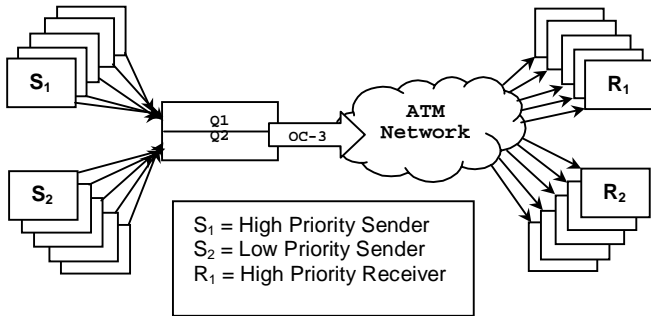 S1
R1
Q1
Q2
OC-3
ATM
Network
S2
R2
S1 = High Priority Sender
S2 = Low Priority Sender
R1 = High Priority Receiver